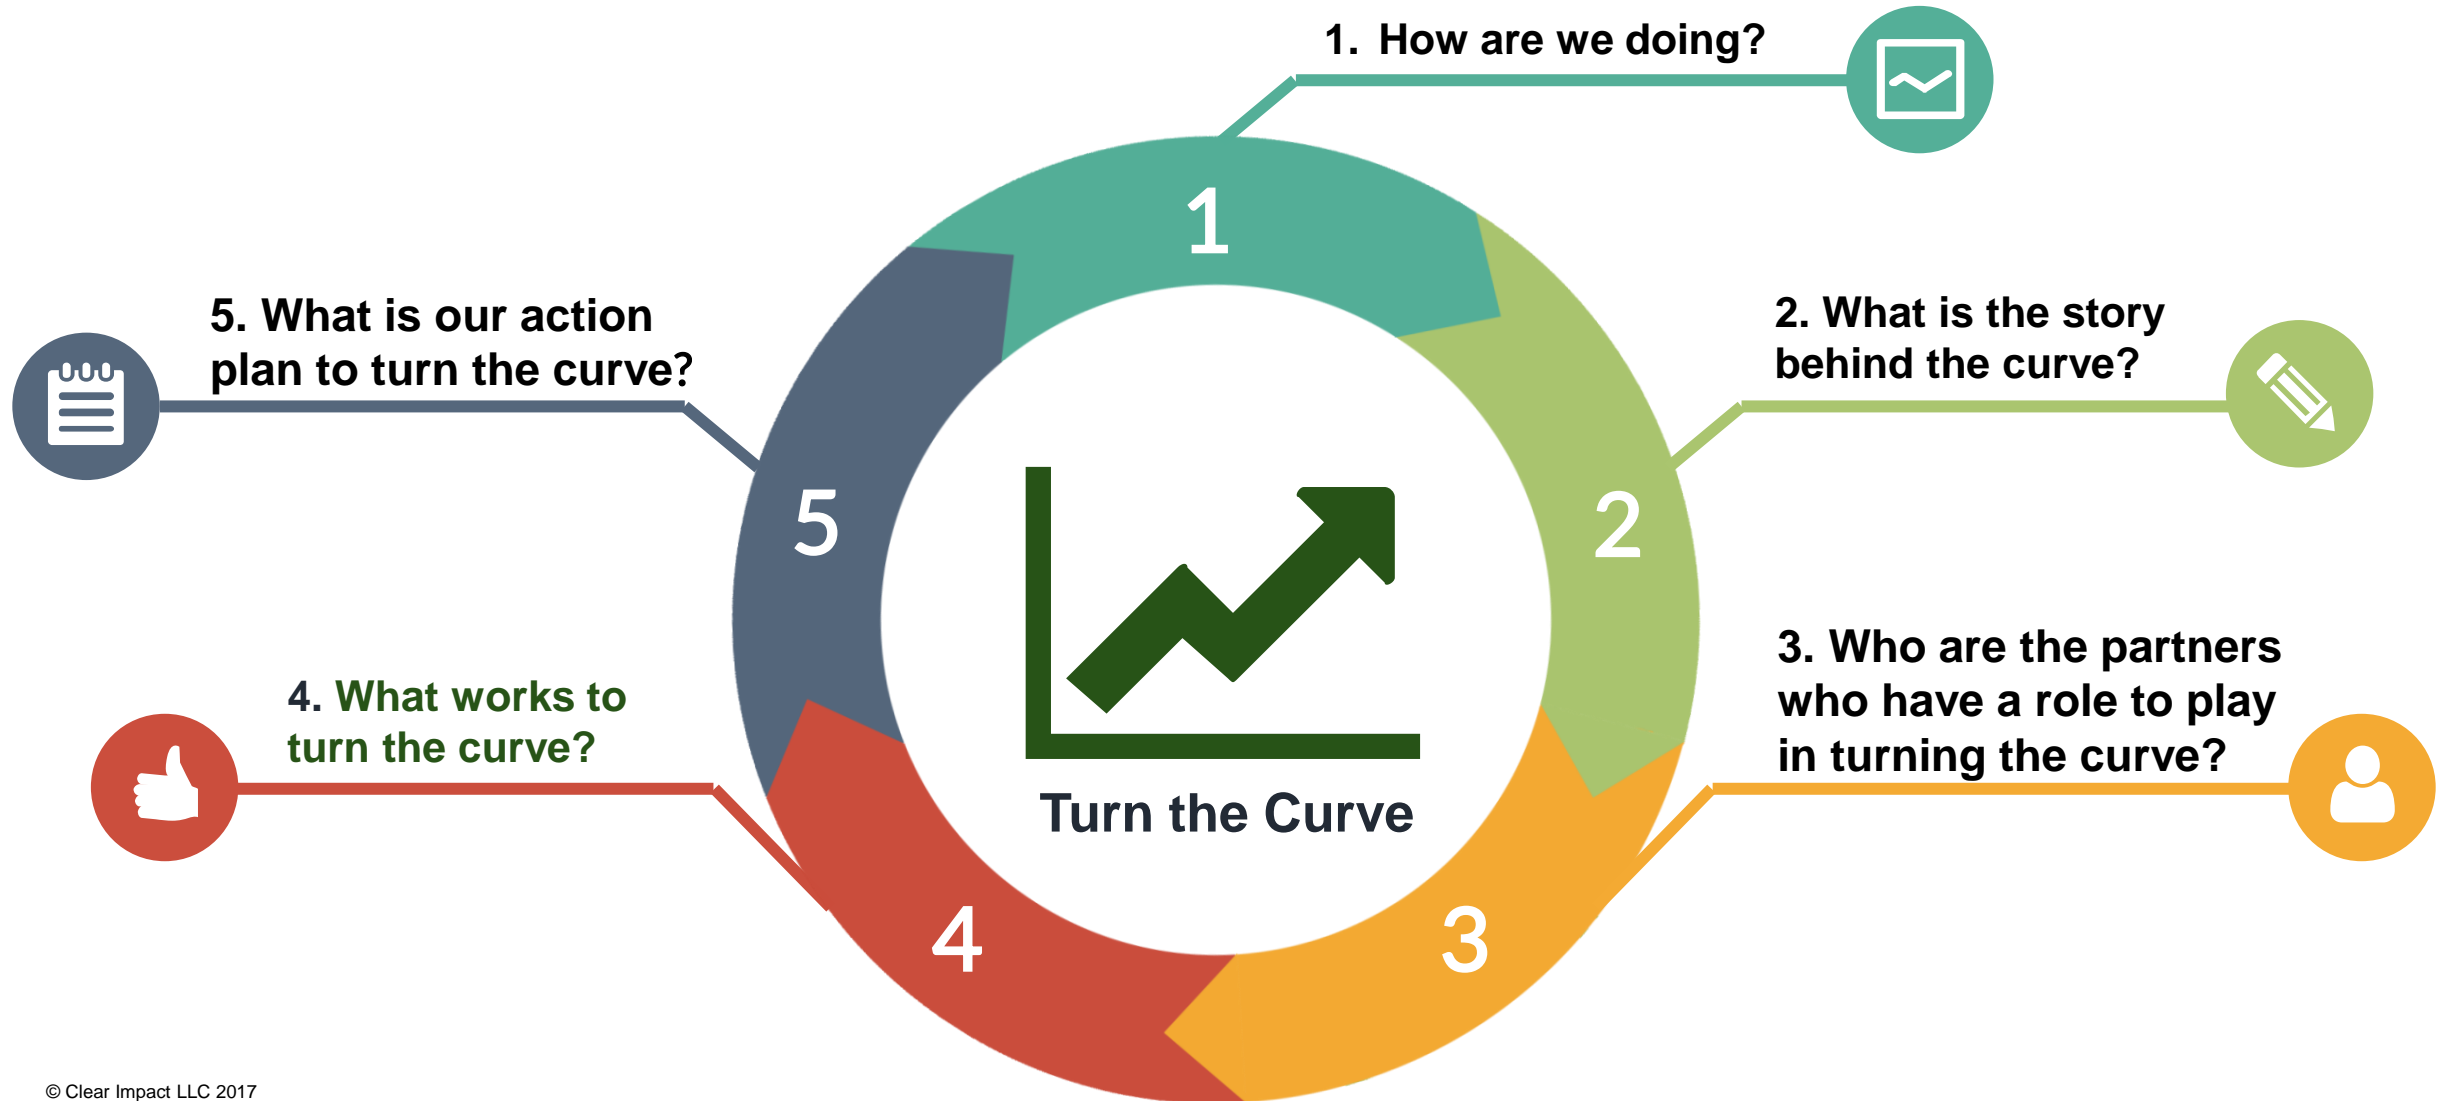 1. How are we doing?
1
5. What is our action
plan to turn the curve?
2. What is the story
behind the curve?
5
2
3. Who are the partners
who have a role to play
in turning the curve?
4. What works to
turn the curve?
Turn the Curve
4
3
© Clear Impact LLC 2017